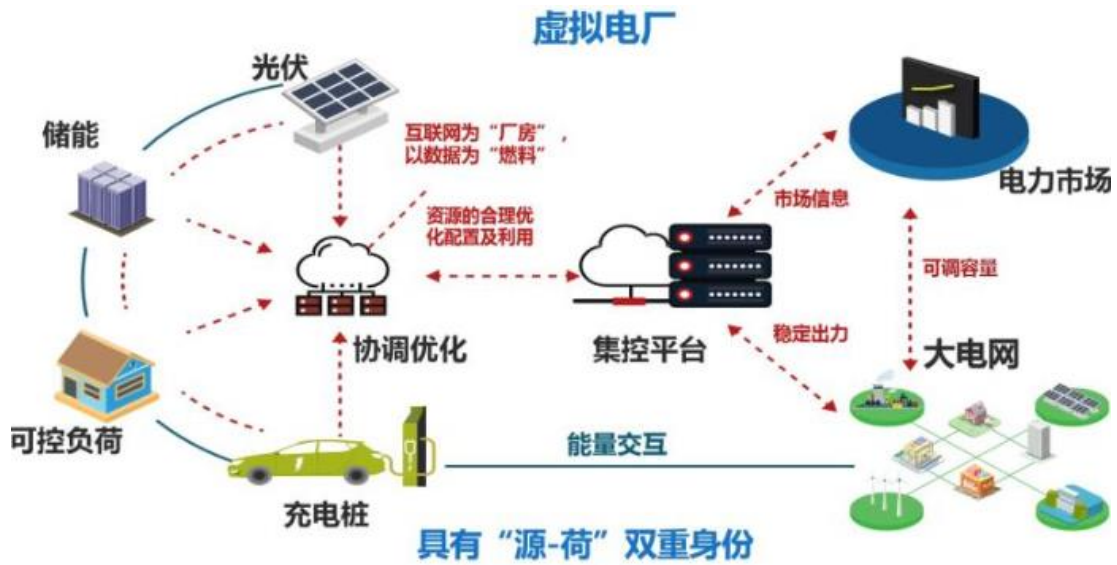 虚拟电厂
光伏
储能
互联网为“厂房”，
以数据为“燃料”
电力市场
市场信息
资源的合理优
化配置及利用
可调容量
协调优化
集控平台
稳定出力
大电网
可控负荷
能量交互
充电桩
具有“源-荷”双重身份